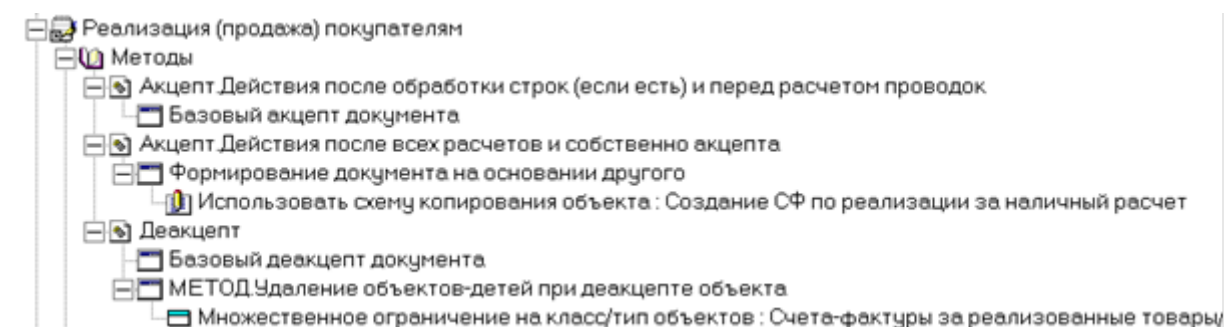 Реализация (продажа) покупателям
Методы
Акцепт.Действия после обработки строк (если есть) и перед расчетом проводок
Базовый акцепт документа
Акцепт.Действия после всех расчетов и собственно акцепта
Формирование документа на основании другого
Использовать схему копирования объекта : Создание СФ по реализации за наличный расчет
Деакцепт
Базовый деакцепт документа
МЕТОД.Удаление объектов-детей при деакцепте объекта
Множественное ограничение на класс/тип объектов : Счета-фактуры за реализованные товары/